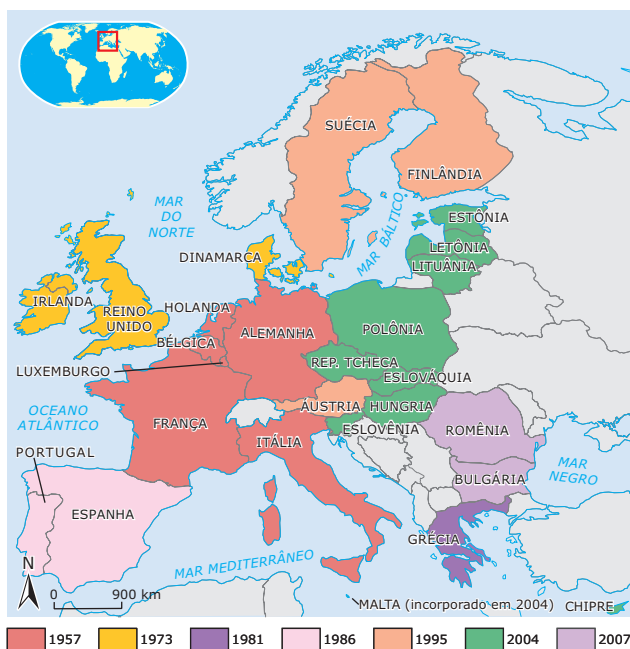 SUÉCIA
FINLÂNDIA
MAR
DO
NORTE
ESTÔNIA
MAR BÁLTICO
LETÔNIA
DINAMARCA
LITUÂNIA
IRLANDA
REINO
UNIDO
HOLANDA
ALEMANHA
POLÔNIA
BÉLGICA
REP. TCHECA
LUXEMBURGO
ESLOVÁQUIA
OCEANO
ATLÂNTICO
ÁUSTRIA
HUNGRIA
FRANÇA
ESLOVÊNIA
ROMÊNIA
ITÁLIA
PORTUGAL
MAR
NEGRO
BULGÁRIA
ESPANHA
GRÉCIA
MAR MEDITERRÂNEO
N
0 900 km
MALTA (incorporado em 2004)
CHIPRE
1957 1973 1981 1986 1995 2004 2007